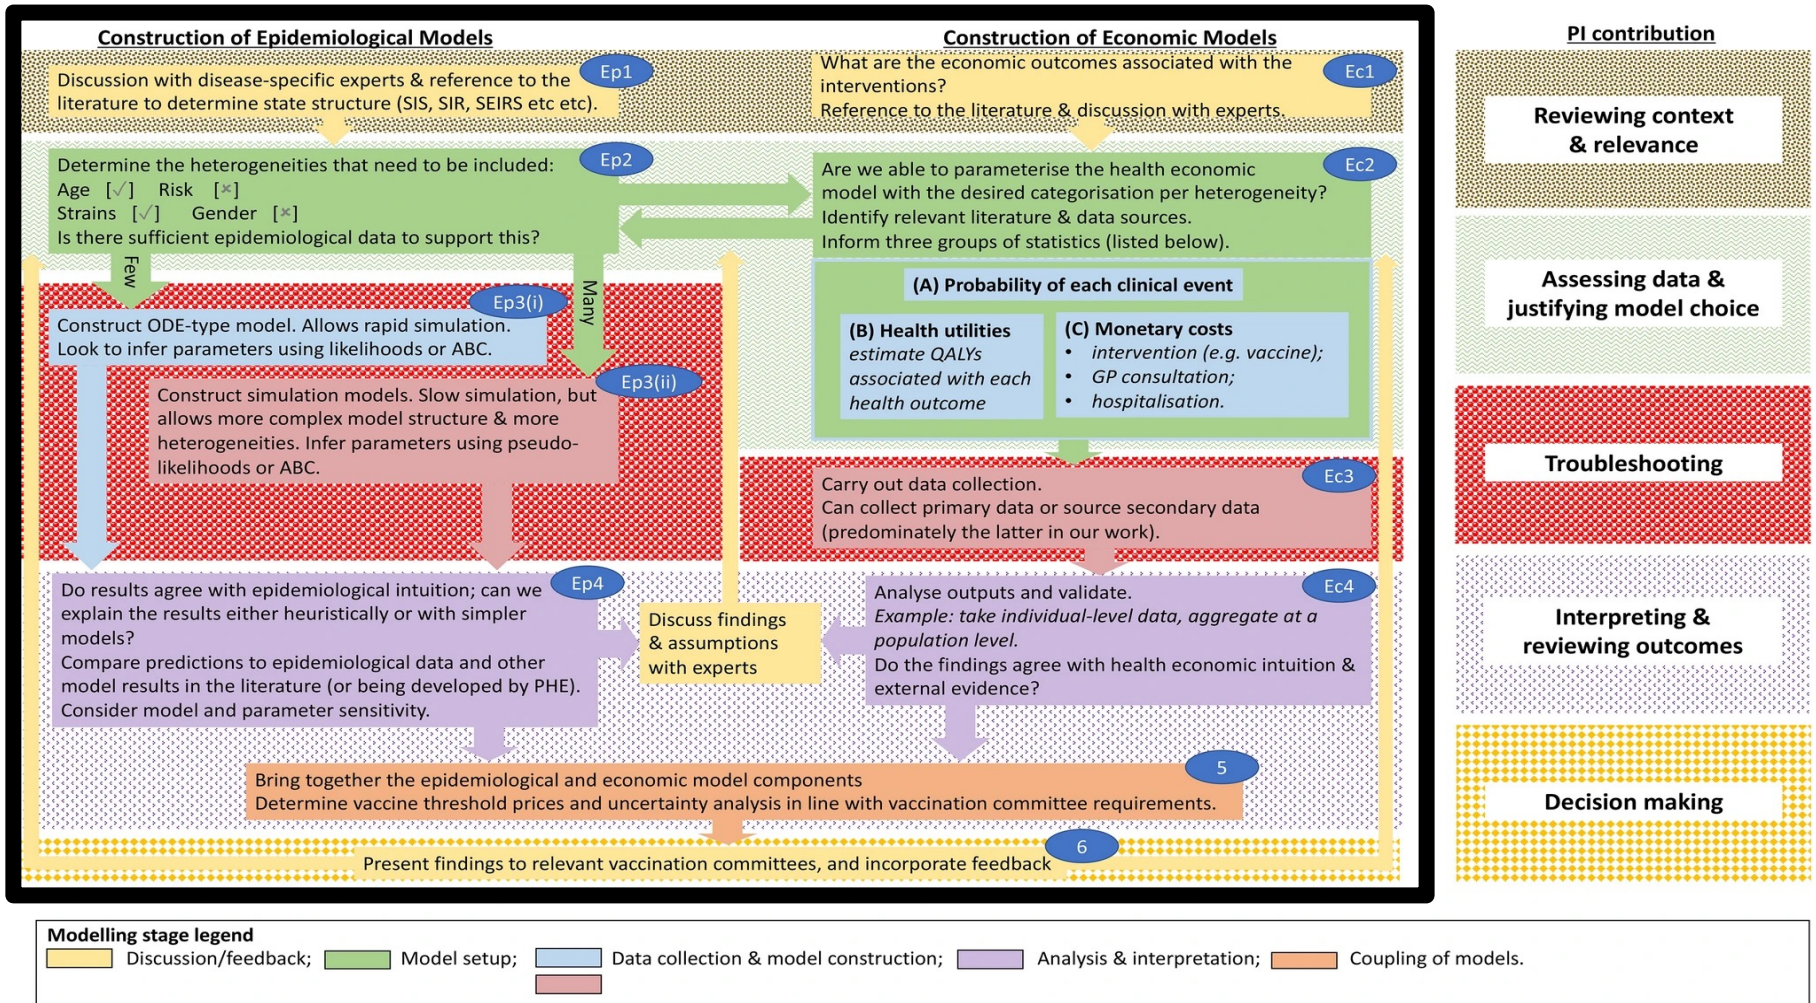 Construction of Epidemiological Models
Ep1
Discussion with disease-specific experts & reference to the
literature to determine state structure (SIS, SIR, SEIRS etc etc).
Ep2
Determine the heterogeneities that need to be included:
Age [✓] Risk [×]
Strains [✓] Gender [×]
Is there sufficient epidemiological data to support this?
Few
Many
Ep3(i)
Construct ODE-type model. Allows rapid simulation.
Look to infer parameters using likelihoods or ABC.
Ep3(ii)
Construct simulation models. Slow simulation, but
allows more complex model structure & more
heterogeneities. Infer parameters using pseudo-
likelihoods or ABC.
Ep4
Do results agree with epidemiological intuition; can we
explain the results either heuristically or with simpler
models?
Compare predictions to epidemiological data and other
model results in the literature (or being developed by PHE).
Consider model and parameter sensitivity.
Discuss findings
& assumptions
with experts
Construction of Economic Models
Ec1
What are the economic outcomes associated with the
interventions?
Reference to the literature & discussion with experts.
Ec2
Are we able to parameterise the health economic
model with the desired categorisation per heterogeneity?
Identify relevant literature & data sources.
Inform three groups of statistics (listed below).
(A) Probability of each clinical event
(B) Health utilities
estimate QALYs
associated with each
health outcome
(C) Monetary costs
• intervention (e.g. vaccine);
• GP consultation;
• hospitalisation.
Ec3
Carry out data collection.
Can collect primary data or source secondary data
(predominately the latter in our work).
Ec4
Analyse outputs and validate.
Example: take individual-level data, aggregate at a
population level.
Do the findings agree with health economic intuition &
external evidence?
5
Bring together the epidemiological and economic model components
Determine vaccine threshold prices and uncertainty analysis in line with vaccination committee requirements.
6
Present findings to relevant vaccination committees, and incorporate feedback
PI contribution
Reviewing context
& relevance
Assessing data &
justifying model choice
Troubleshooting
Interpreting &
reviewing outcomes
Decision making
Modelling stage legend
Discussion/feedback; Model setup; Data collection & model construction; Analysis & interpretation; Coupling of models.